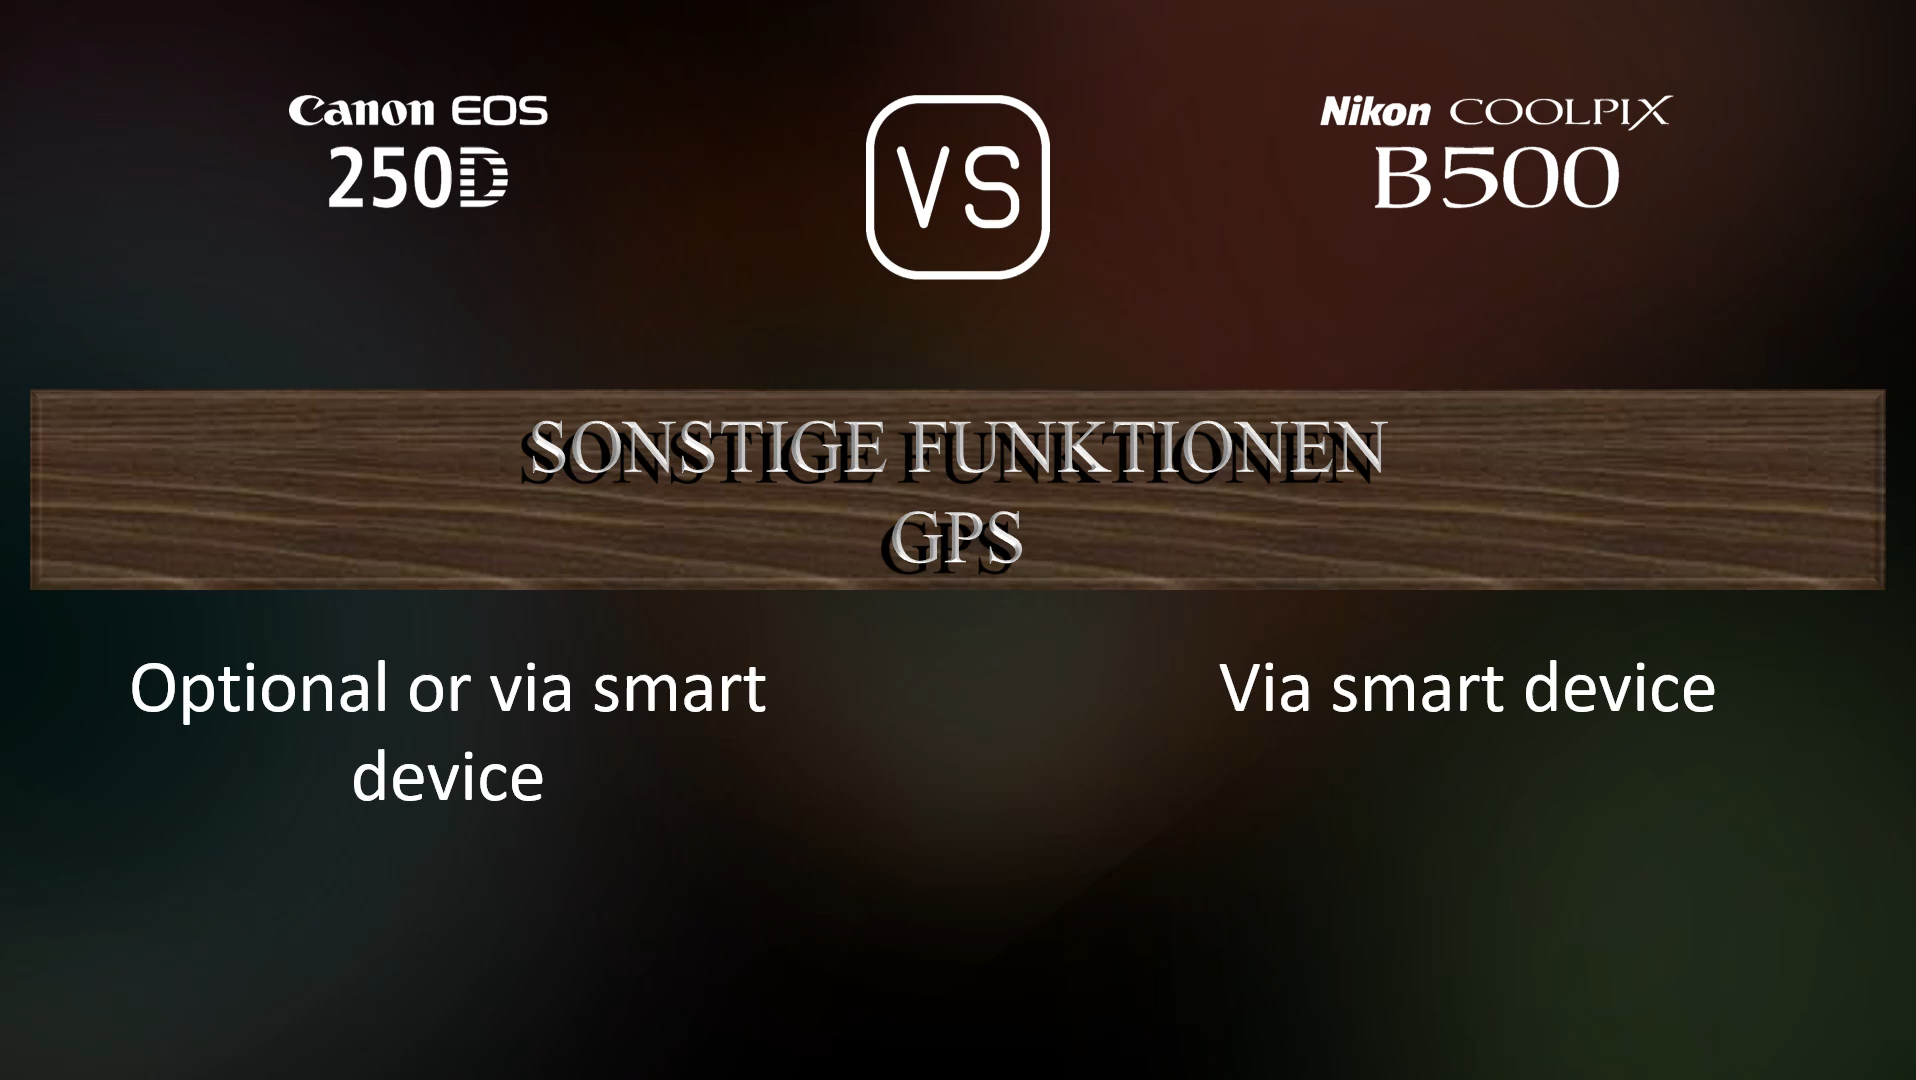 Canon EOS
250D
VS
Nikon COOLPIX
B500
SONSTIGE FUNKTIONEN
GPS
Optional or via smart
device
Via smart device